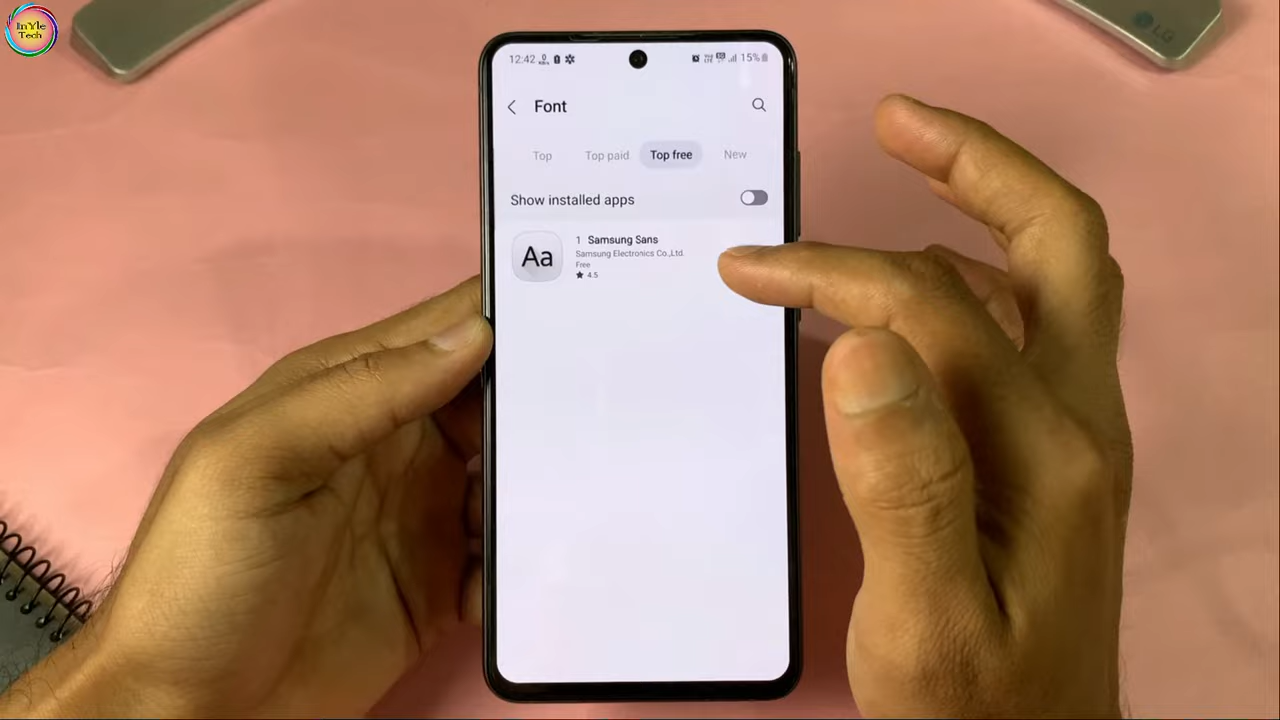 InYle
Tech
LG
12:42
15%
Font
Top
Top paid
Top free
New
Show installed apps
Aa
1 Samsung Sans
Samsung Electronics Co.,Ltd.
Free
★ 4.5